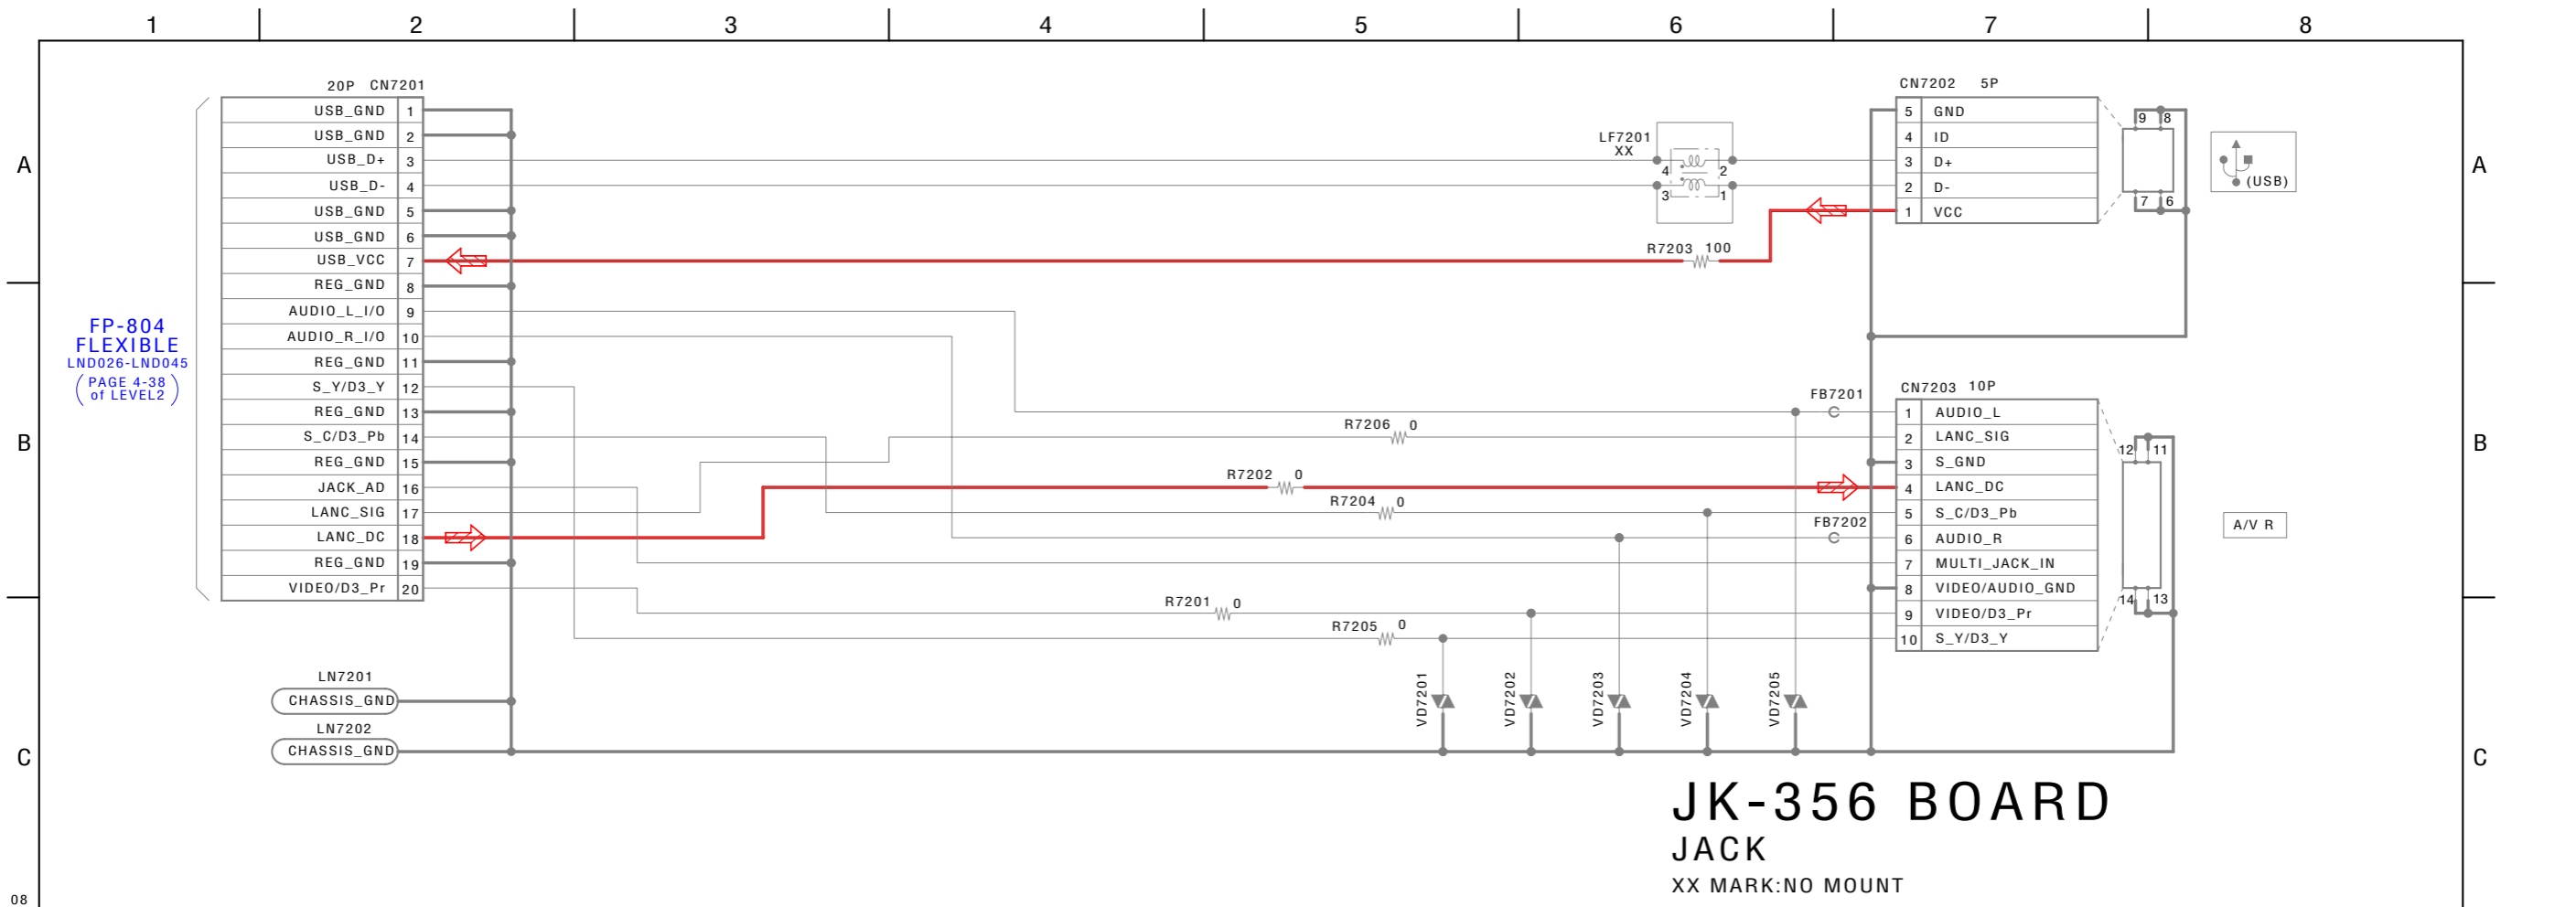 1 2 3 4 5 6 7 8
A
B
C
A
B
C
20P CN7201
USB_GND 1
USB_GND 2
USB_D+ 3
USB_D- 4
USB_GND 5
USB_GND 6
USB_VCC 7
REG_GND 8
AUDIO_L_I/O 9
AUDIO_R_I/O 10
REG_GND 11
S_Y/D3_Y 12
REG_GND 13
S_C/D3_Pb 14
REG_GND 15
JACK_AD 16
LANC_SIG 17
LANC_DC 18
REG_GND 19
VIDEO/D3_Pr 20
FP-804
FLEXIBLE
LND026-LND045
(PAGE 4-38
of LEVEL2)
LN7201
CHASSIS_GND
LN7202
CHASSIS_GND
LF7201
XX
4 2
3 1
R7203 100
R7206 0
R7202 0
R7204 0
R7201 0
R7205 0
FB7201
FB7202
VD7201
VD7202
VD7203
VD7204
VD7205
CN7202 5P
5 GND
4 ID
3 D+
2 D-
1 VCC
9 8
7 6
(USB)
CN7203 10P
1 AUDIO_L
2 LANC_SIG
3 S_GND
4 LANC_DC
5 S_C/D3_Pb
6 AUDIO_R
7 MULTI_JACK_IN
8 VIDEO/AUDIO_GND
9 VIDEO/D3_Pr
10 S_Y/D3_Y
12 11
14 13
A/V R
JK-356 BOARD
JACK
XX MARK:NO MOUNT
08